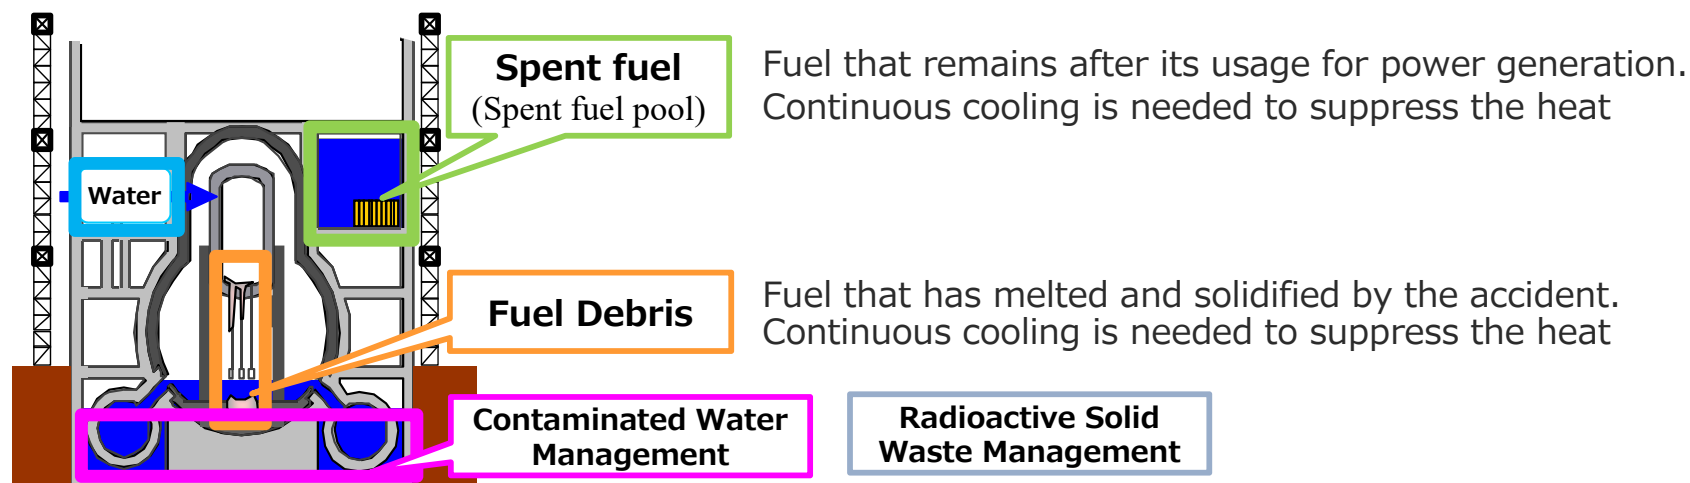 Spent fuel
(Spent fuel pool)
Fuel that remains after its usage for power generation.
Continuous cooling is needed to suppress the heat
Water
Fuel Debris
Fuel that has melted and solidified by the accident.
Continuous cooling is needed to suppress the heat
Contaminated Water
Management
Radioactive Solid
Waste Management